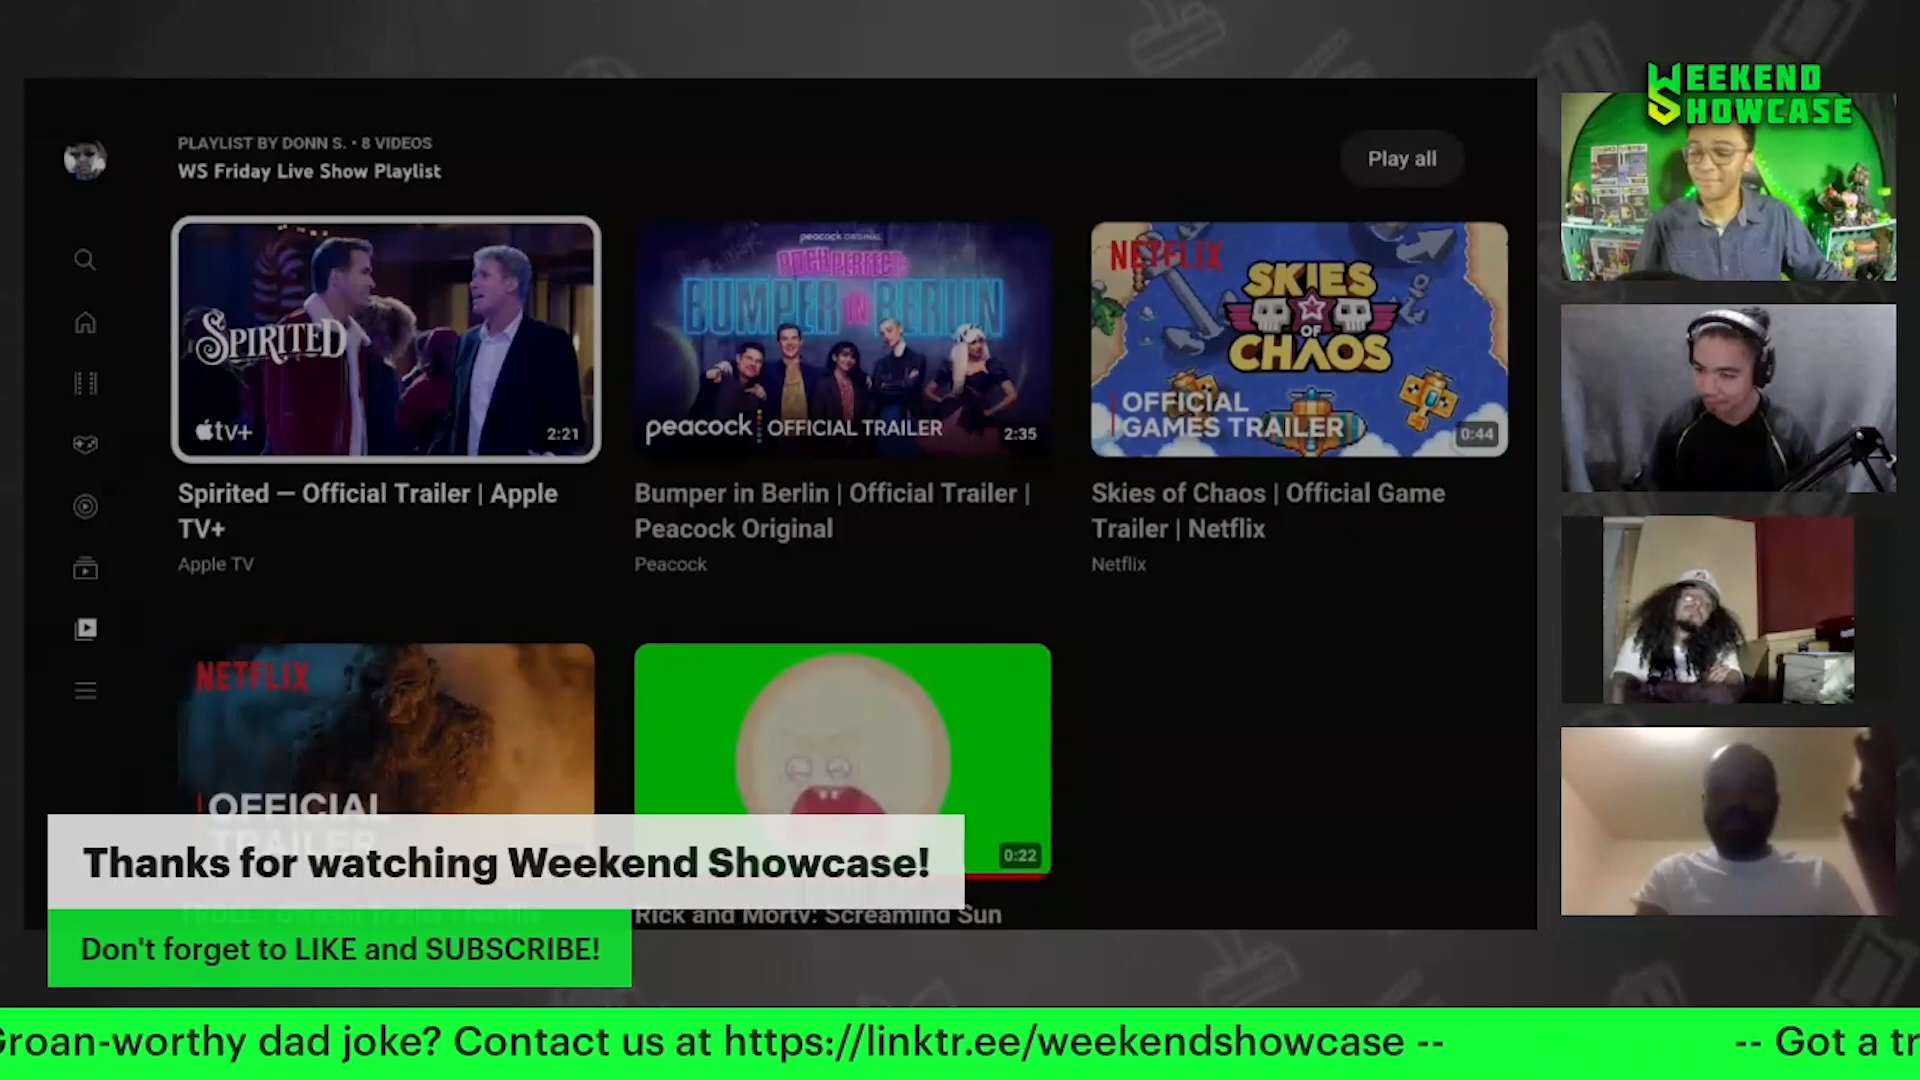 WEEKEND
SHOWCASE
PLAYLIST BY DONN S. • 8 VIDEOS
WS Friday Live Show Playlist
Play all
SPIRITED
tv+
2:21
peacock ORIGINAL
PITCH PERFECT:
BUMPER IN BERLIN
peacock OFFICIAL TRAILER
2:35
NETFLIX
SKIES
OF
CHAOS
OFFICIAL
GAMES TRAILER
0:44
Spirited — Official Trailer | Apple
TV+
Apple TV
Bumper in Berlin | Official Trailer |
Peacock Original
Peacock
Skies of Chaos | Official Game
Trailer | Netflix
Netflix
NETFLIX
OFFICIAL
TRAILER
0:22
Rick and Morty: Screaming Sun
Thanks for watching Weekend Showcase!
Don't forget to LIKE and SUBSCRIBE!
Groan-worthy dad joke? Contact us at https://linktr.ee/weekendshowcase -- -- Got a tr